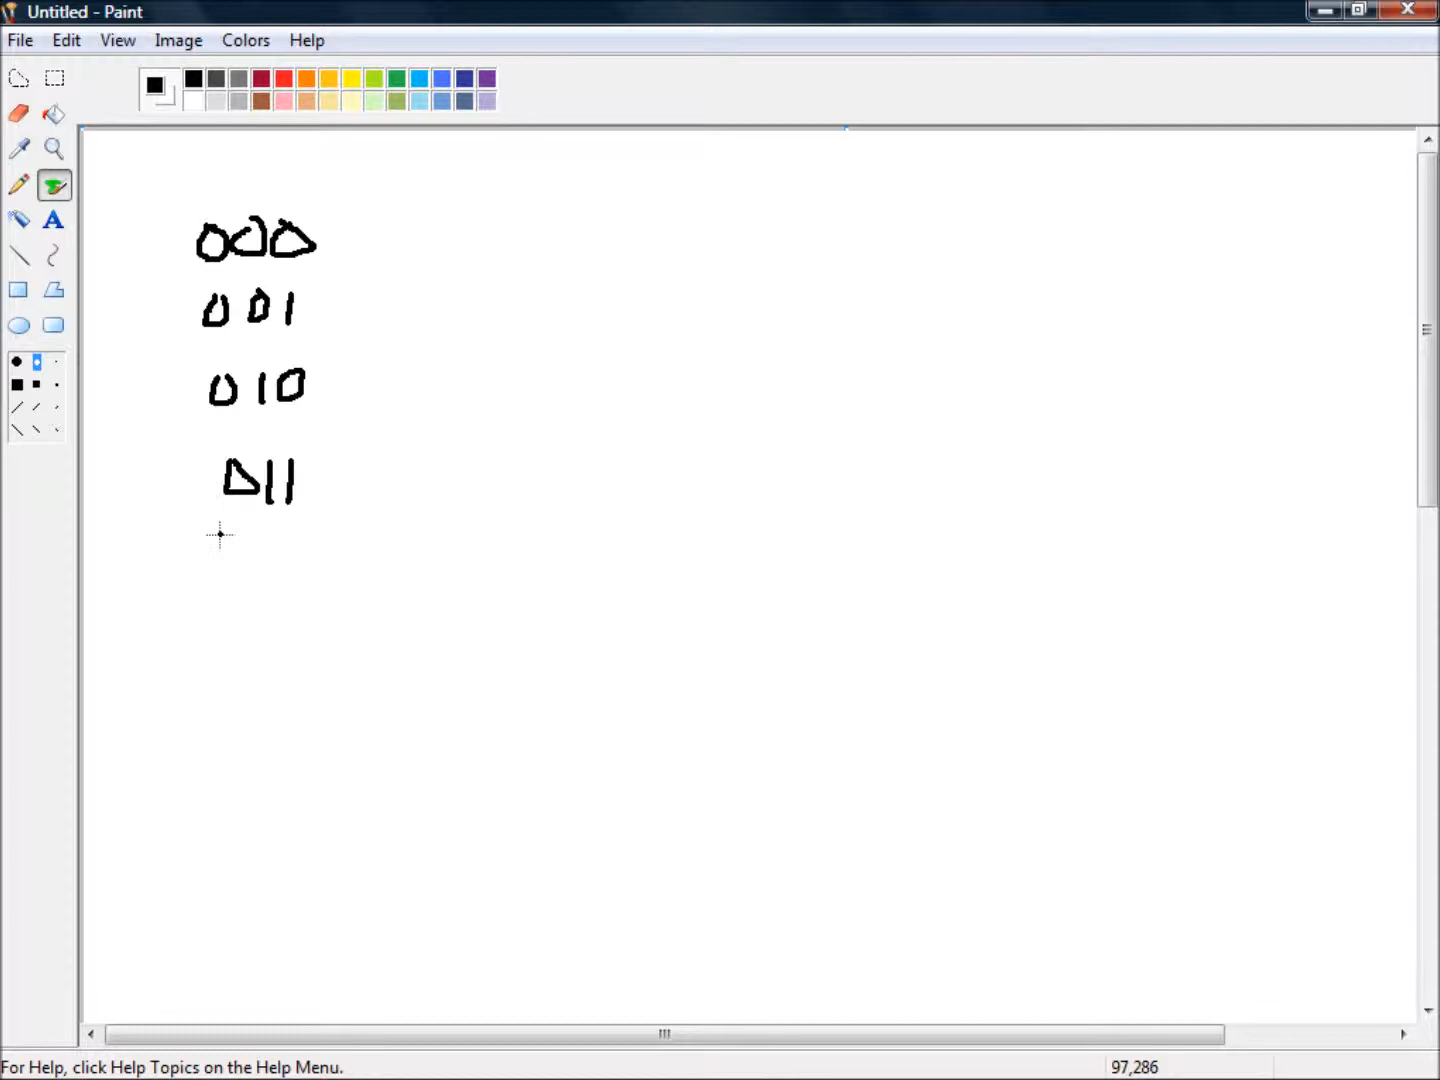 Untitled - Paint
File Edit View Image Colors Help
000
001
010
011
For Help, click Help Topics on the Help Menu.
97,286